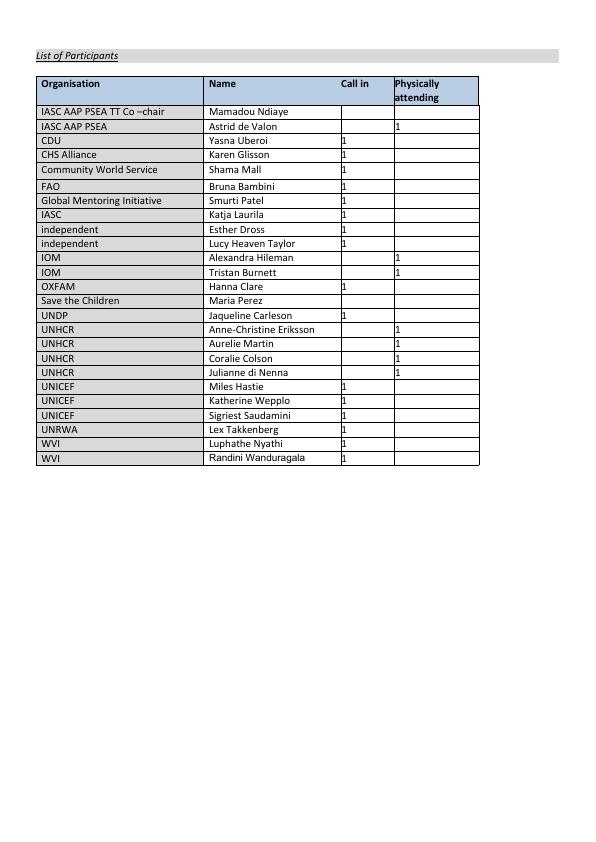 List of Participants
Organisation Name Call in Physically
attending
IASC AAP PSEA TT Co –chair Mamadou Ndiaye
IASC AAP PSEA Astrid de Valon 1
CDU Yasna Uberoi 1
CHS Alliance Karen Glisson 1
Community World Service Shama Mall 1
FAO Bruna Bambini 1
Global Mentoring Initiative Smurti Patel 1
IASC Katja Laurila 1
independent Esther Dross 1
independent Lucy Heaven Taylor 1
IOM Alexandra Hileman 1
IOM Tristan Burnett 1
OXFAM Hanna Clare 1
Save the Children Maria Perez
UNDP Jaqueline Carleson 1
UNHCR Anne-Christine Eriksson 1
UNHCR Aurelie Martin 1
UNHCR Coralie Colson 1
UNHCR Julianne di Nenna 1
UNICEF Miles Hastie 1
UNICEF Katherine Wepplo 1
UNICEF Sigriest Saudamini 1
UNRWA Lex Takkenberg 1
WVI Luphathe Nyathi 1
WVI Randini Wanduragala 1